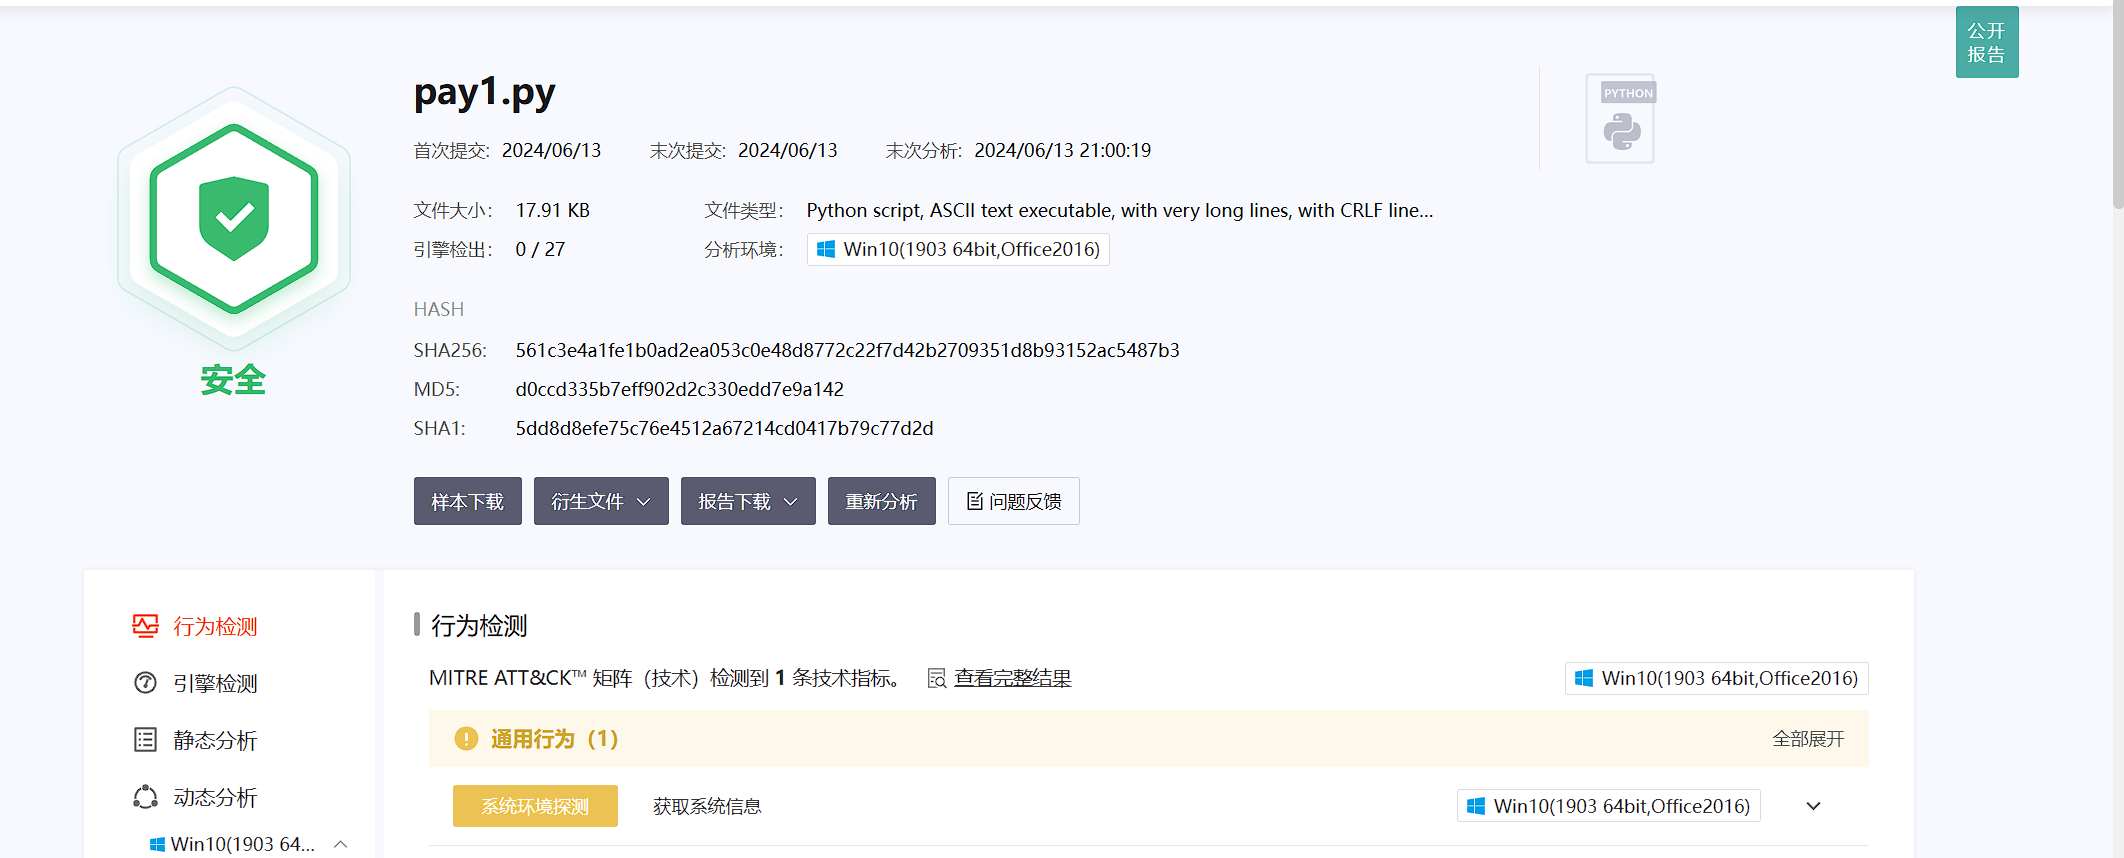 公开
报告
pay1.py
PYTHON
首次提交: 2024/06/13 末次提交: 2024/06/13 末次分析: 2024/06/13 21:00:19
文件大小: 17.91 KB 文件类型: Python script, ASCII text executable, with very long lines, with CRLF line...
引擎检出: 0 / 27 分析环境: Win10(1903 64bit,Office2016)
HASH
SHA256: 561c3e4a1fe1b0ad2ea053c0e48d8772c22f7d42b2709351d8b93152ac5487b3
安全
MD5: d0ccd335b7eff902d2c330edd7e9a142
SHA1: 5dd8d8efe75c76e4512a67214cd0417b79c77d2d
样本下载 衍生文件 报告下载 重新分析 问题反馈
行为检测
引擎检测
静态分析
动态分析
Win10(1903 64...
行为检测
MITRE ATT&CK™ 矩阵（技术）检测到 1 条技术指标。 查看完整结果 Win10(1903 64bit,Office2016)
通用行为（1） 全部展开
系统环境探测 获取系统信息 Win10(1903 64bit,Office2016)